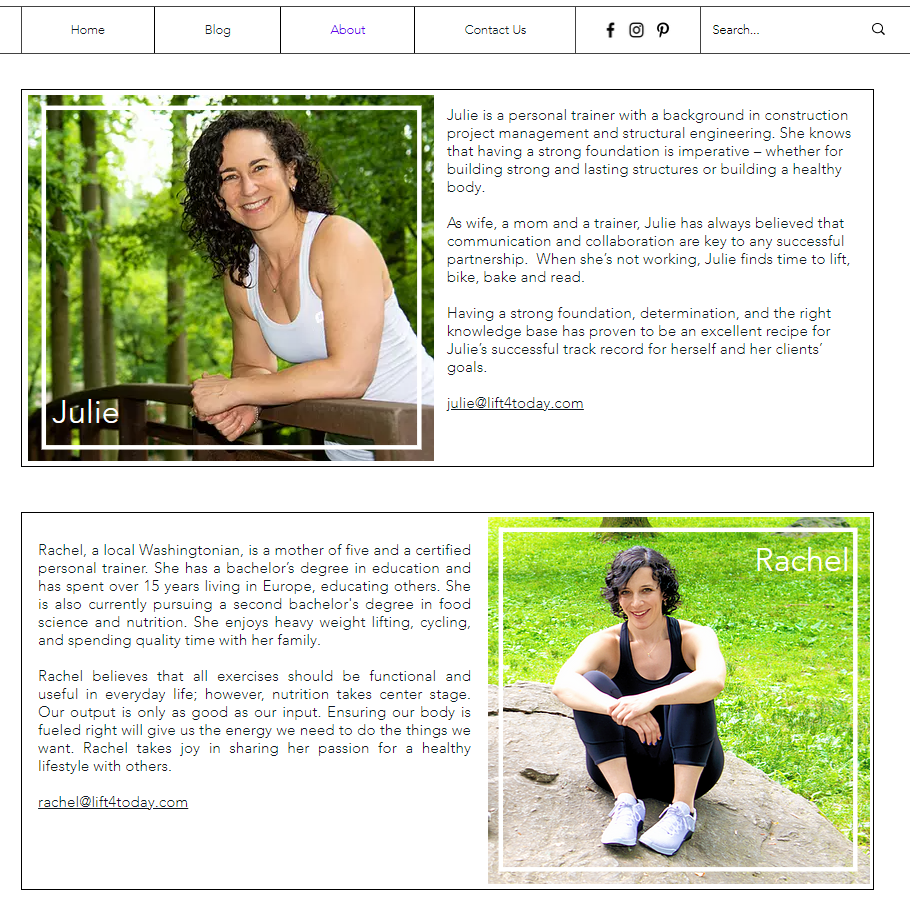 Home
Blog
About
Contact Us
Search...
Julie is a personal trainer with a background in construction
project management and structural engineering. She knows
that having a strong foundation is imperative – whether for
building strong and lasting structures or building a healthy
body.
As wife, a mom and a trainer, Julie has always believed that
communication and collaboration are key to any successful
partnership.  When she’s not working, Julie finds time to lift,
bike, bake and read.
Having a strong foundation, determination, and the right
knowledge base has proven to be an excellent recipe for
Julie’s successful track record for herself and her clients’
goals.
julie@lift4today.com
Julie
Rachel, a local Washingtonian, is a mother of five and a certified
personal trainer. She has a bachelor’s degree in education and
has spent over 15 years living in Europe, educating others. She
is also currently pursuing a second bachelor's degree in food
science and nutrition. She enjoys heavy weight lifting, cycling,
and spending quality time with her family.
Rachel believes that all exercises should be functional and
useful in everyday life; however, nutrition takes center stage.
Our output is only as good as our input. Ensuring our body is
fueled right will give us the energy we need to do the things we
want. Rachel takes joy in sharing her passion for a healthy
lifestyle with others.
rachel@lift4today.com
Rachel